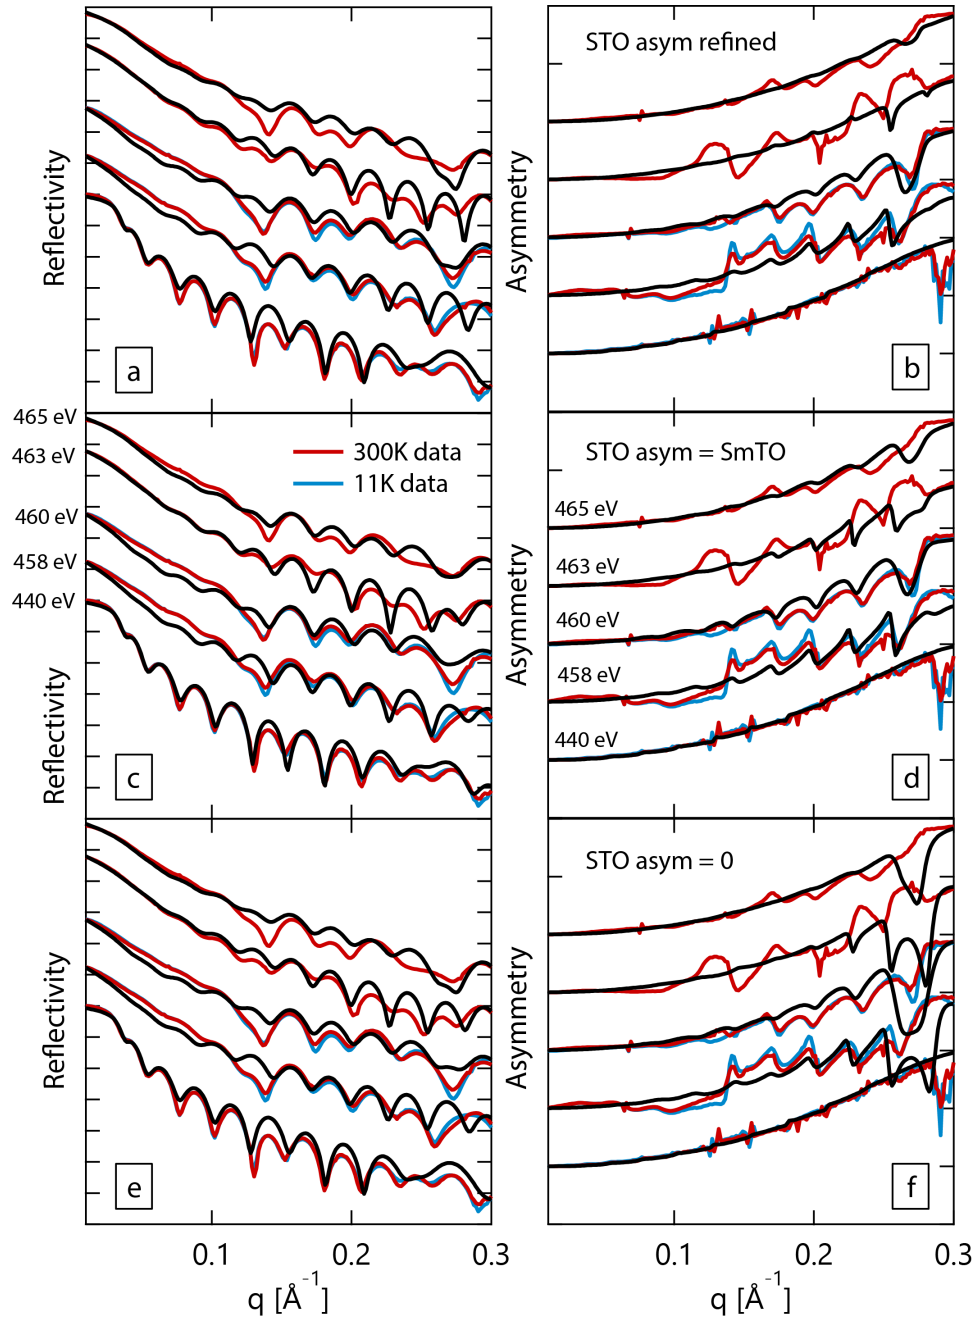 Reflectivity
a
Asymmetry
STO asym refined
b
465 eV
463 eV
460 eV
458 eV
440 eV
300K data
11K data
Reflectivity
c
Asymmetry
STO asym = SmTO
465 eV
463 eV
460 eV
458 eV
440 eV
d
Reflectivity
e
0.1 0.2 0.3
q [Å⁻¹]
Asymmetry
STO asym = 0
f
0.1 0.2 0.3
q [Å⁻¹]